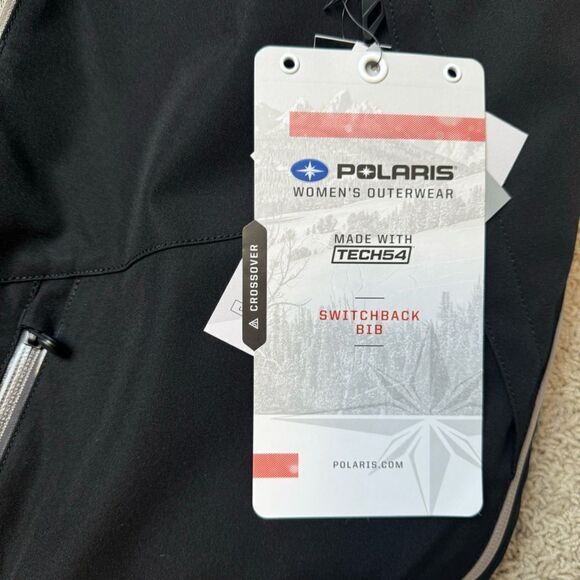 POLARIS
WOMEN'S OUTERWEAR
MADE WITH
TECH54
CROSSOVER
SWITCHBACK
BIB
POLARIS.COM